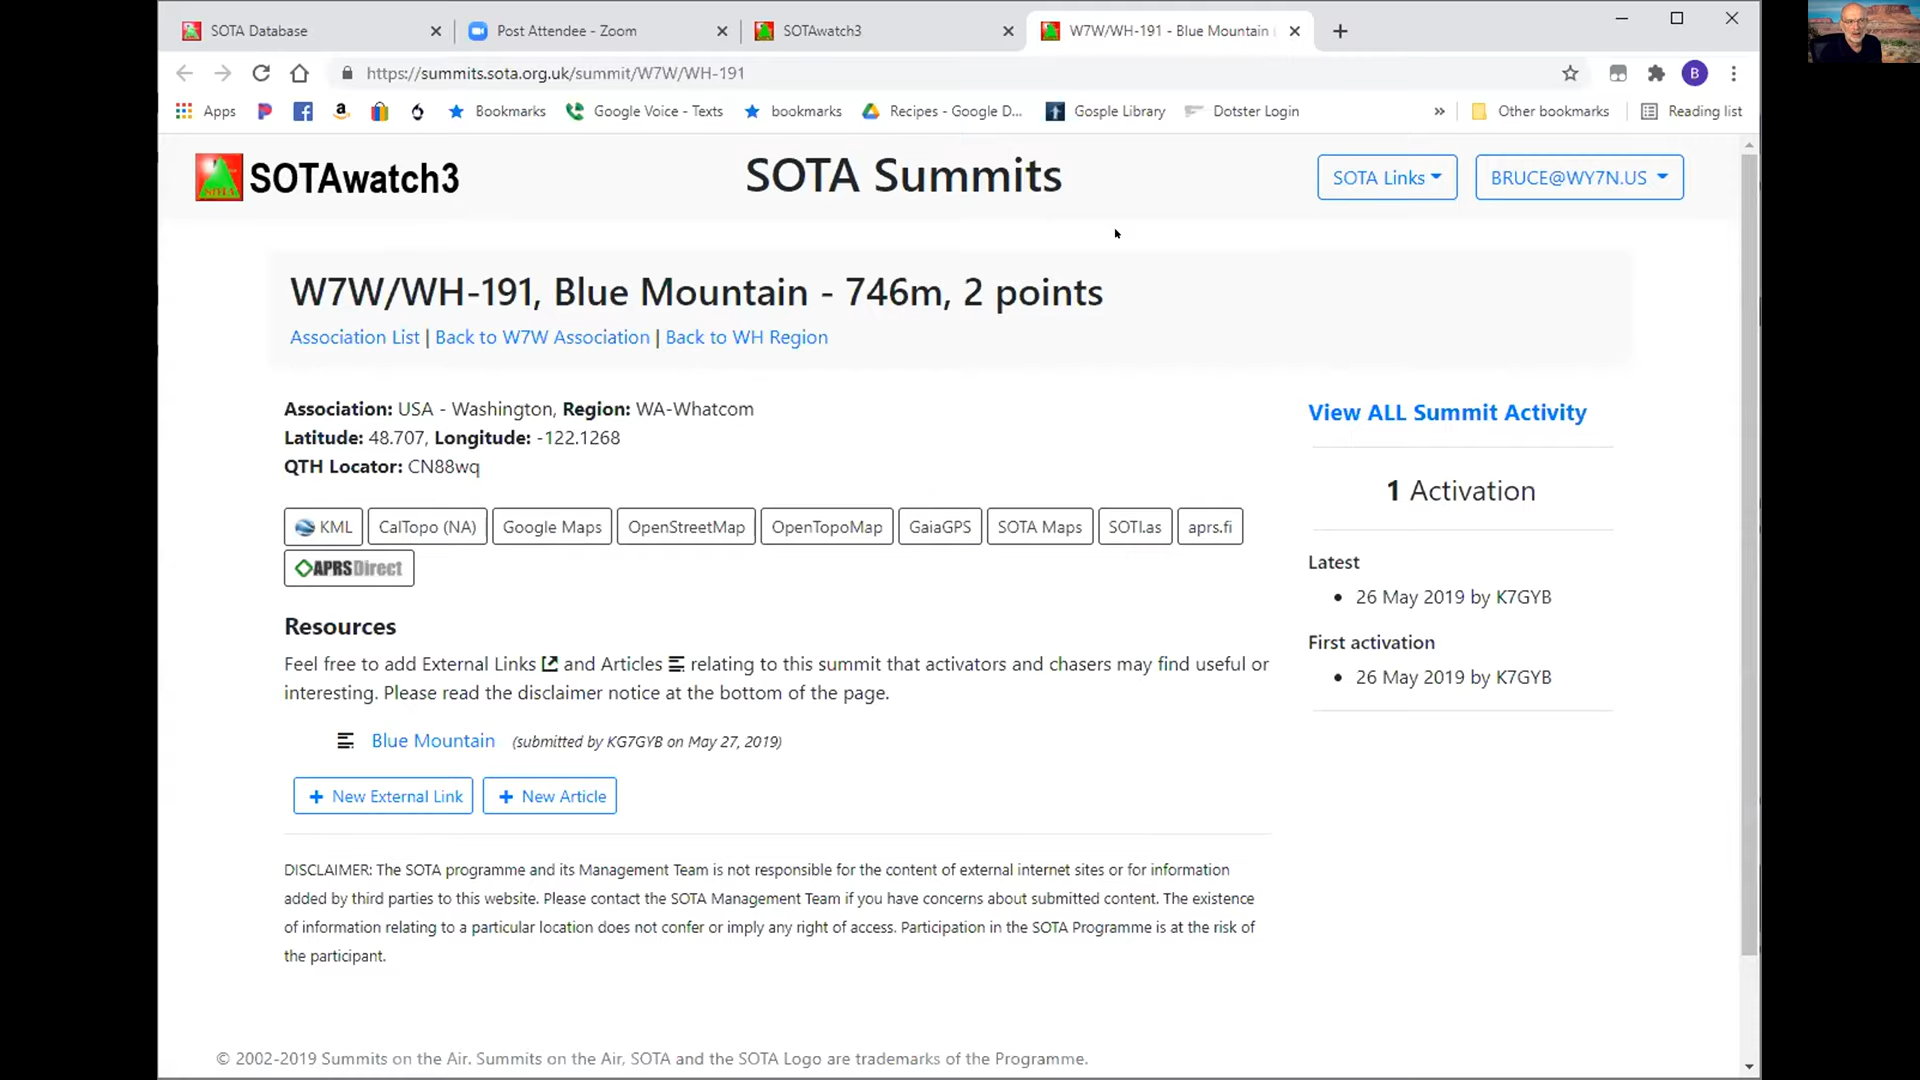 SOTA Database
Post Attendee - Zoom
SOTAwatch3
W7W/WH-191 - Blue Mountain
https://summits.sota.org.uk/summit/W7W/WH-191
B
Apps
Bookmarks
Google Voice - Texts
bookmarks
Recipes - Google D...
Gosple Library
Dotster Login
»
Other bookmarks
Reading list
SOTAwatch3
SOTA Summits
SOTA Links
BRUCE@WY7N.US
W7W/WH-191, Blue Mountain - 746m, 2 points
Association List | Back to W7W Association | Back to WH Region
Association: USA - Washington, Region: WA-Whatcom
Latitude: 48.707, Longitude: -122.1268
QTH Locator: CN88wq
KML
CalTopo (NA)
Google Maps
OpenStreetMap
OpenTopoMap
GaiaGPS
SOTA Maps
SOTl.as
aprs.fi
APRSDirect
Resources
Feel free to add External Links and Articles relating to this summit that activators and chasers may find useful or
interesting. Please read the disclaimer notice at the bottom of the page.
Blue Mountain (submitted by KG7GYB on May 27, 2019)
+ New External Link
+ New Article
View ALL Summit Activity
1 Activation
Latest
• 26 May 2019 by K7GYB
First activation
• 26 May 2019 by K7GYB
DISCLAIMER: The SOTA programme and its Management Team is not responsible for the content of external internet sites or for information
added by third parties to this website. Please contact the SOTA Management Team if you have concerns about submitted content. The existence
of information relating to a particular location does not confer or imply any right of access. Participation in the SOTA Programme is at the risk of
the participant.
© 2002-2019 Summits on the Air. Summits on the Air, SOTA and the SOTA Logo are trademarks of the Programme.